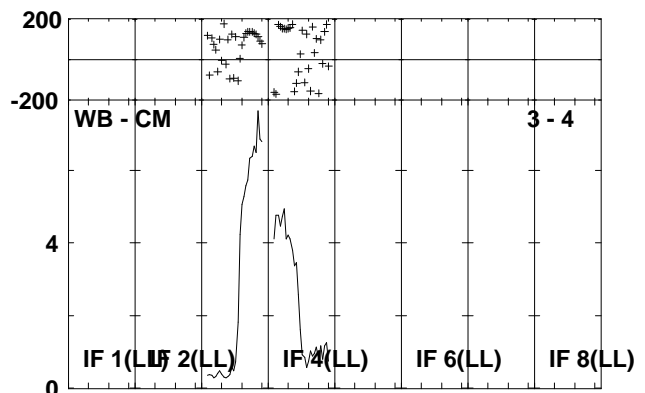 200
-200
WB - CM 3 - 4
4
IF 1(LL) IF 2(LL) IF 4(LL) IF 6(LL) IF 8(LL)
0